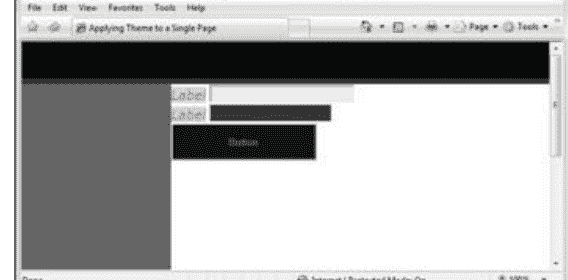 File Edit View Favorites Tools Help
Applying Theme to a Single Page
Page Tools
Label
Label
Button
Done
Internet | Protected Mode: On
100%